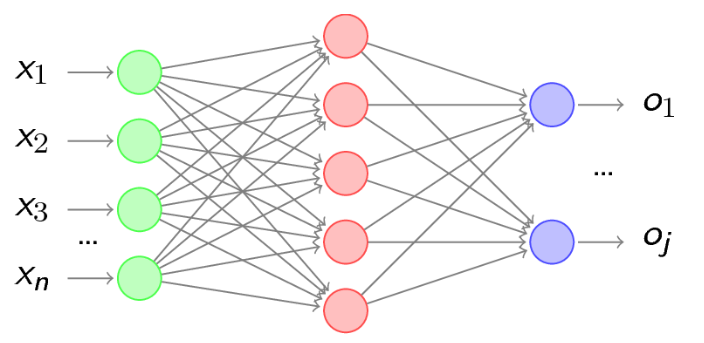 x₁
x₂
x₃
...
xₙ
o₁
...
oⱼ